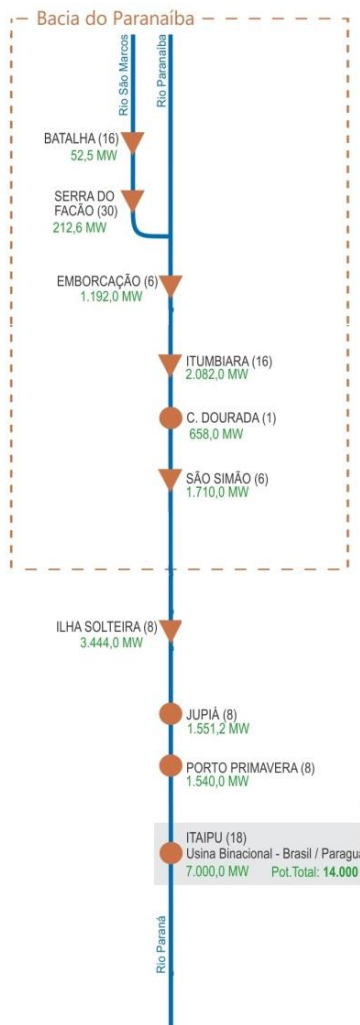 Bacia do Paranaíba
Rio São Marcos
Rio Paranaíba
BATALHA (16)
52,5 MW
SERRA DO
FACÃO (30)
212,6 MW
EMBORCAÇÃO (6)
1.192,0 MW
ITUMBIARA (16)
2.082,0 MW
C. DOURADA (1)
658,0 MW
SÃO SIMÃO (6)
1.710,0 MW
ILHA SOLTEIRA (8)
3.444,0 MW
JUPIÁ (8)
1.551,2 MW
PORTO PRIMAVERA (8)
1.540,0 MW
ITAIPU (18)
Usina Binacional - Brasil / Paragua
7.000,0 MW Pot.Total: 14.000
Rio Paraná